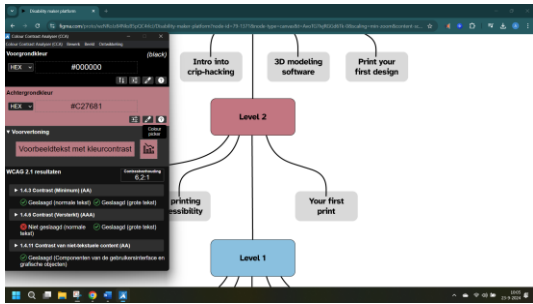 Disability maker platform
Colour Contrast Analyser (CCA)
Colour Contrast Analyser (CCA) Bewerk Beeld Ontwikkeling
Voorgrondkleur (black)
HEX #000000
Achtergrondkleur
HEX #C27681
Colour picker
Voorvertoning
Voorbeeldtekst met kleurcontrast
WCAG 2.1 resultaten
Contrastverhouding
6,2:1
1.4.3 Contrast (Minimum) (AA)
Geslaagd (normale tekst) Geslaagd (grote tekst)
1.4.6 Contrast (Versterkt) (AAA)
Niet geslaagd (normale tekst) Geslaagd (grote tekst)
1.4.11 Contrast van niet-tekstuele content (AA)
Geslaagd (Componenten van de gebruikersinterface en
grafische objecten)
Intro into
crip-hacking
3D modeling
software
Print your
first design
Level 2
printing
essibility
Your first
print
Level 1